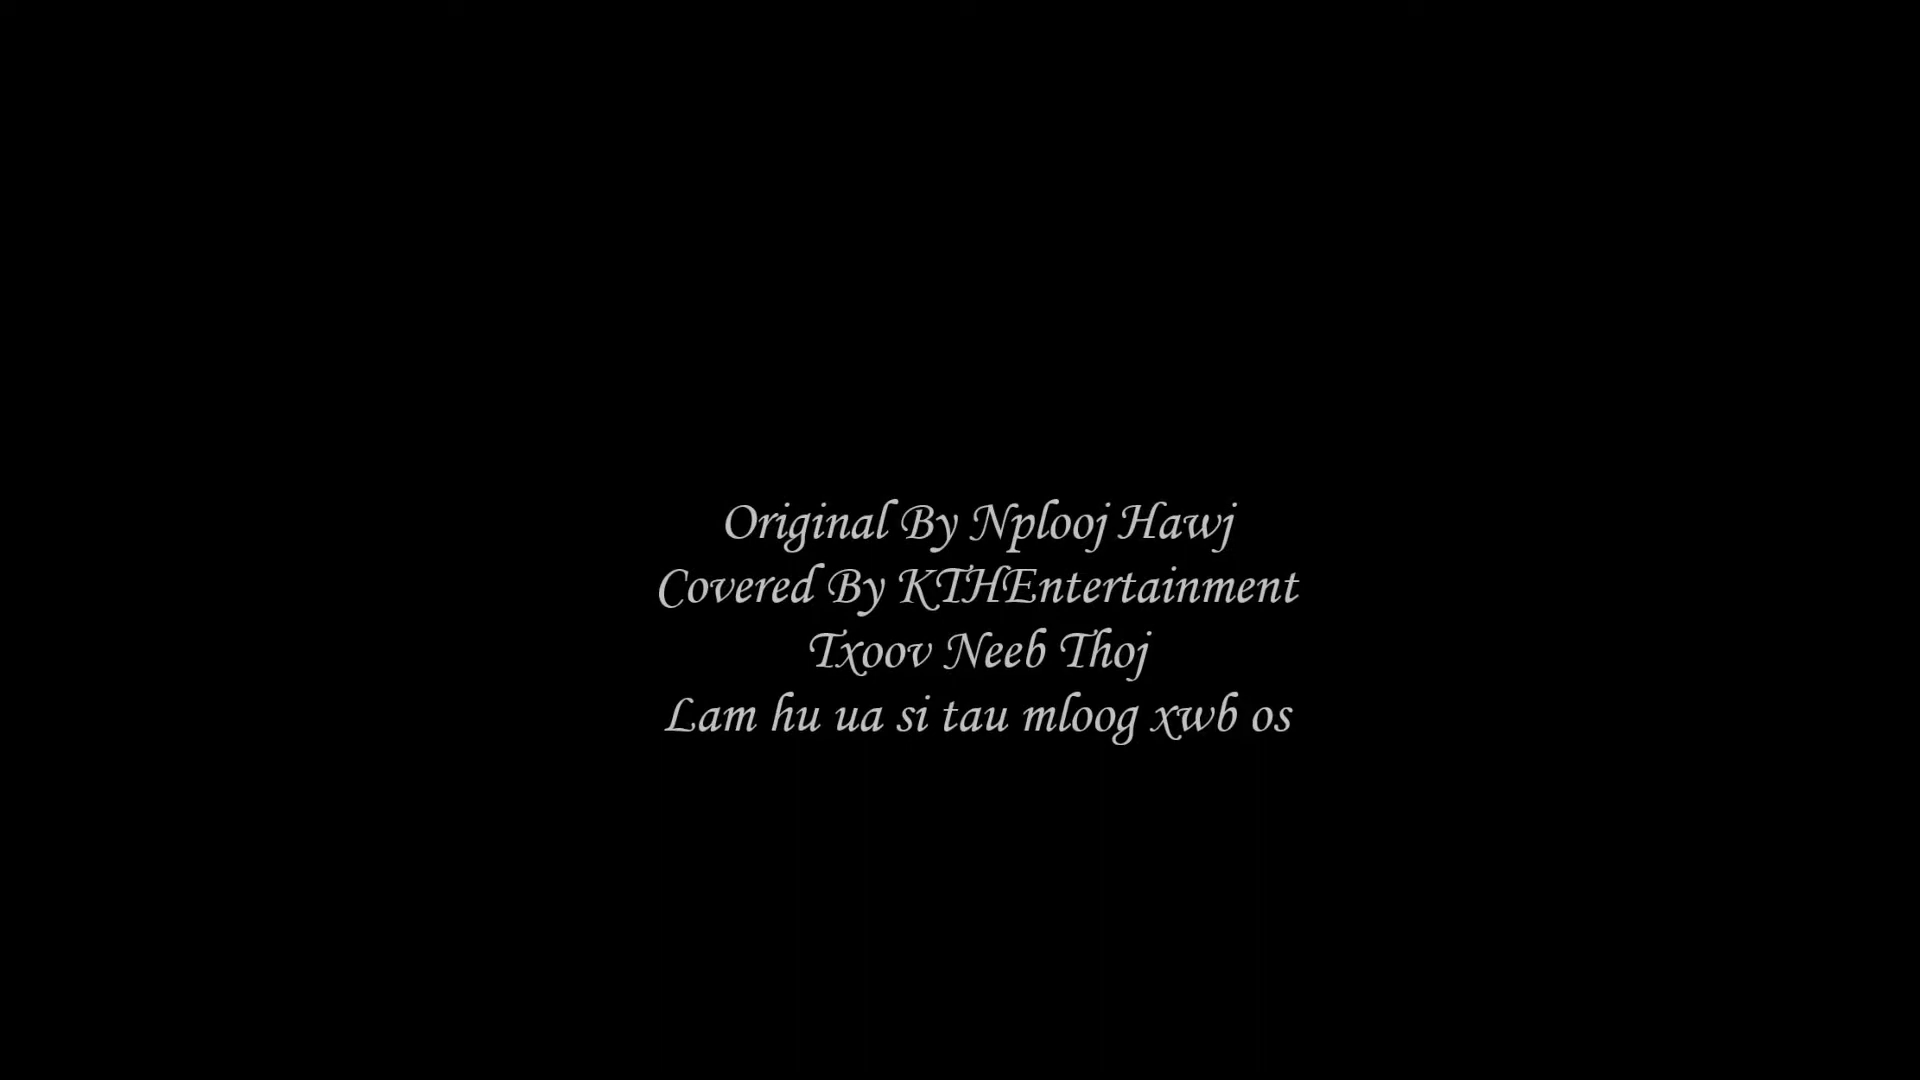 Original By Nplooj Hawj
Covered By KTHEntertainment
Txoov Neeb Thoj
Lam hu ua si tau mloog xwb os